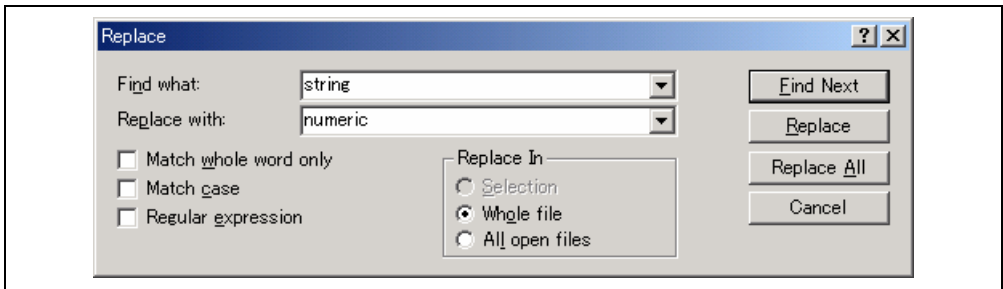 Replace
Find what: string
Replace with: numeric
Find Next
Replace
Replace All
Cancel
Match whole word only
Match case
Regular expression
Replace In
Selection
Whole file
All open files